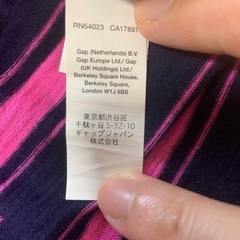 RN54023 CA17897
Gap (Netherlands) B.V.
Gap Europe Ltd./ Gap
(UK Holdings) Ltd./
Berkeley Square House,
Berkeley Square,
London W1J 6BS
東京都渋谷区
千駄ヶ谷5-32-10
ギャップジャパン
株式会社